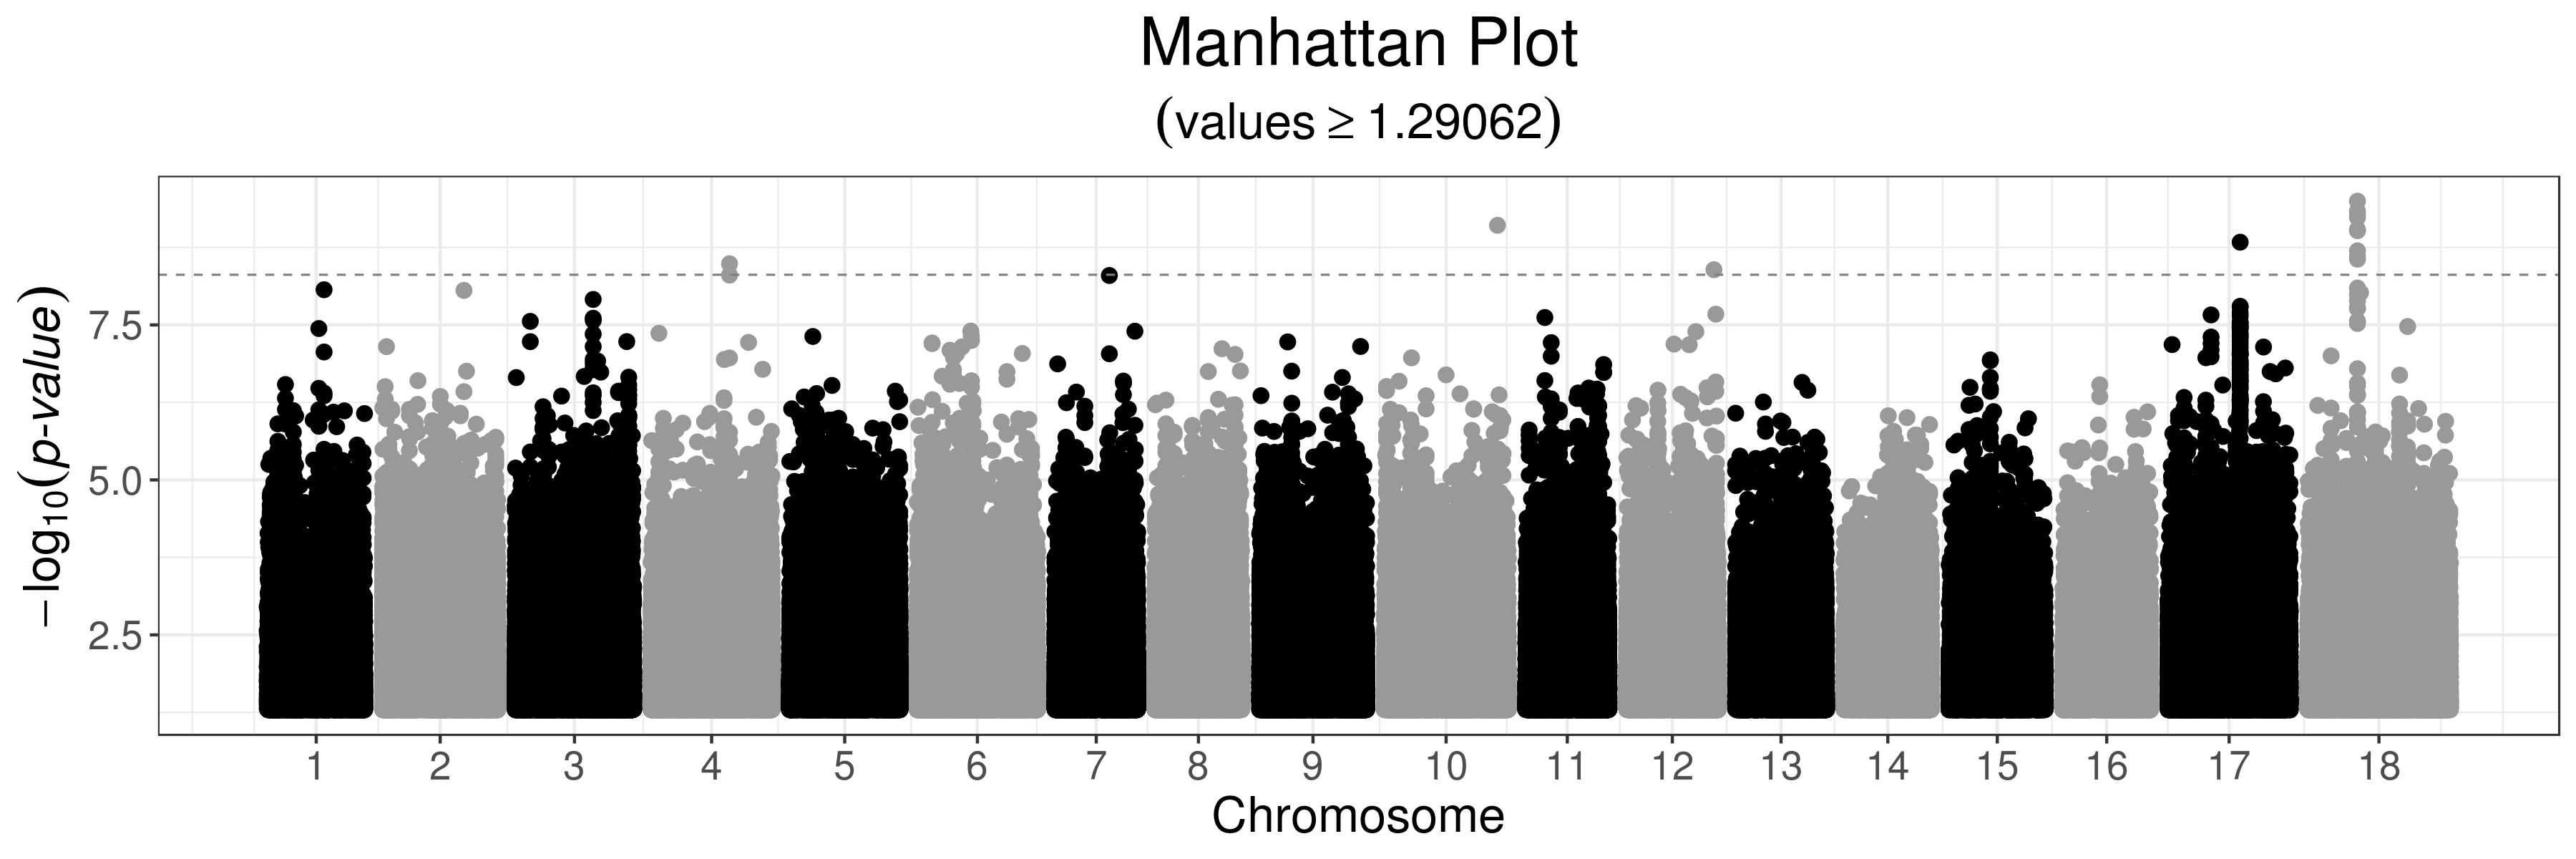 Manhattan Plot
(values ≥ 1.29062)
−log10(p-value)
7.5
5.0
2.5
1 2 3 4 5 6 7 8 9 10 11 12 13 14 15 16 17 18
Chromosome